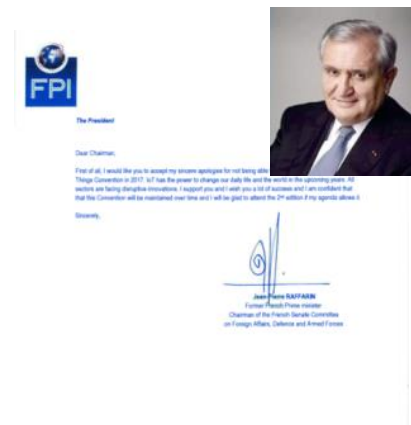 FPI
The President
Dear Chairman,
First of all, I would like you to accept my sincere apologies for not being able
Things Convention in 2017. IoT has the power to change our daily life and the world in the upcoming years. All
sectors are facing disruptive innovations. I support you and I wish you a lot of success and I am confident that
that this Convention will be maintained over time and I will be glad to attend the 2nd edition if my agenda allows it.
Sincerely,
Jean-Pierre RAFFARIN
Former French Prime minister
Chairman of the French Senate Committee
on Foreign Affairs, Defence and Armed Forces